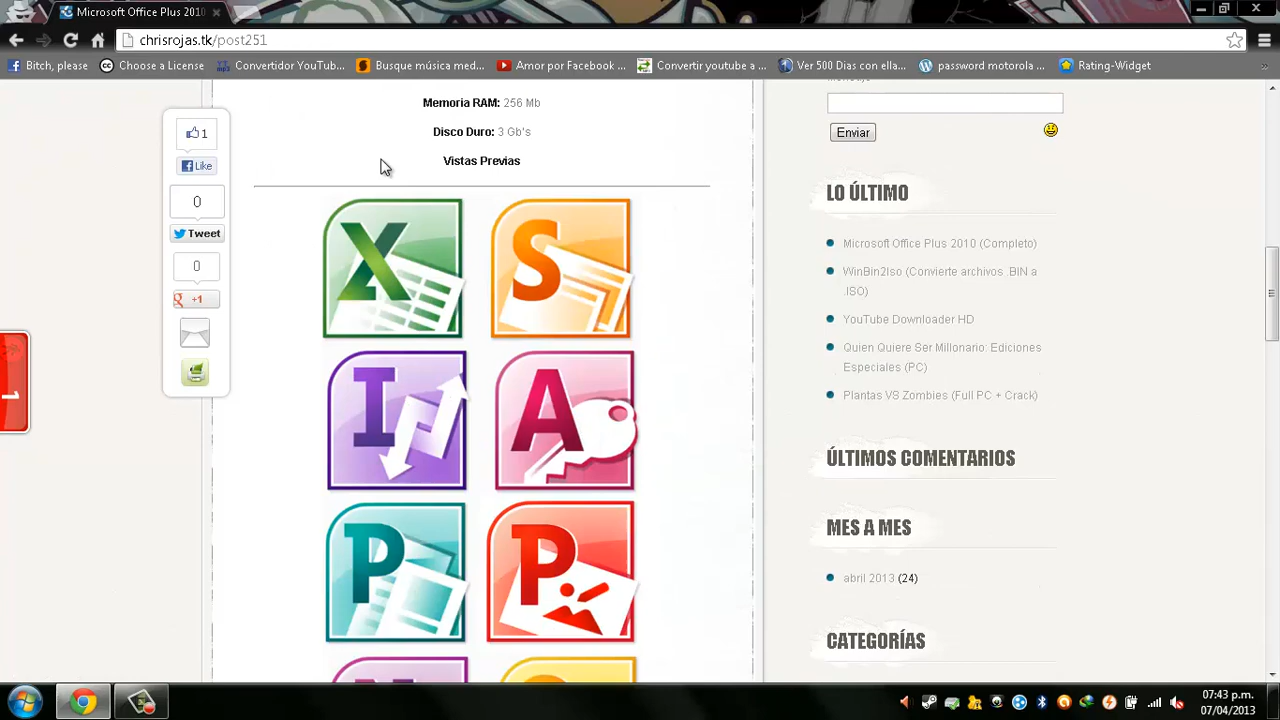 Microsoft Office Plus 2010
chrisrojas.tk/post251
Bitch, please
Choose a License
Convertidor YouTub...
Busque música med...
Amor por Facebook ...
Convertir youtube a ...
Ver 500 Dias con ella...
password motorola ...
Rating-Widget
»
Memoria RAM: 256 Mb
Disco Duro: 3 Gb's
Vistas Previas
1
Like
0
Tweet
0
+1
1
X
S
I
A
P
P
Enviar
LO ÚLTIMO
Microsoft Office Plus 2010 (Completo)
WinBin2Iso (Convierte archivos .BIN a
.ISO)
YouTube Downloader HD
Quien Quiere Ser Millonario: Ediciones
Especiales (PC)
Plantas VS Zombies (Full PC + Crack)
ÚLTIMOS COMENTARIOS
MES A MES
abril 2013 (24)
CATEGORÍAS
07:43 p.m.
07/04/2013